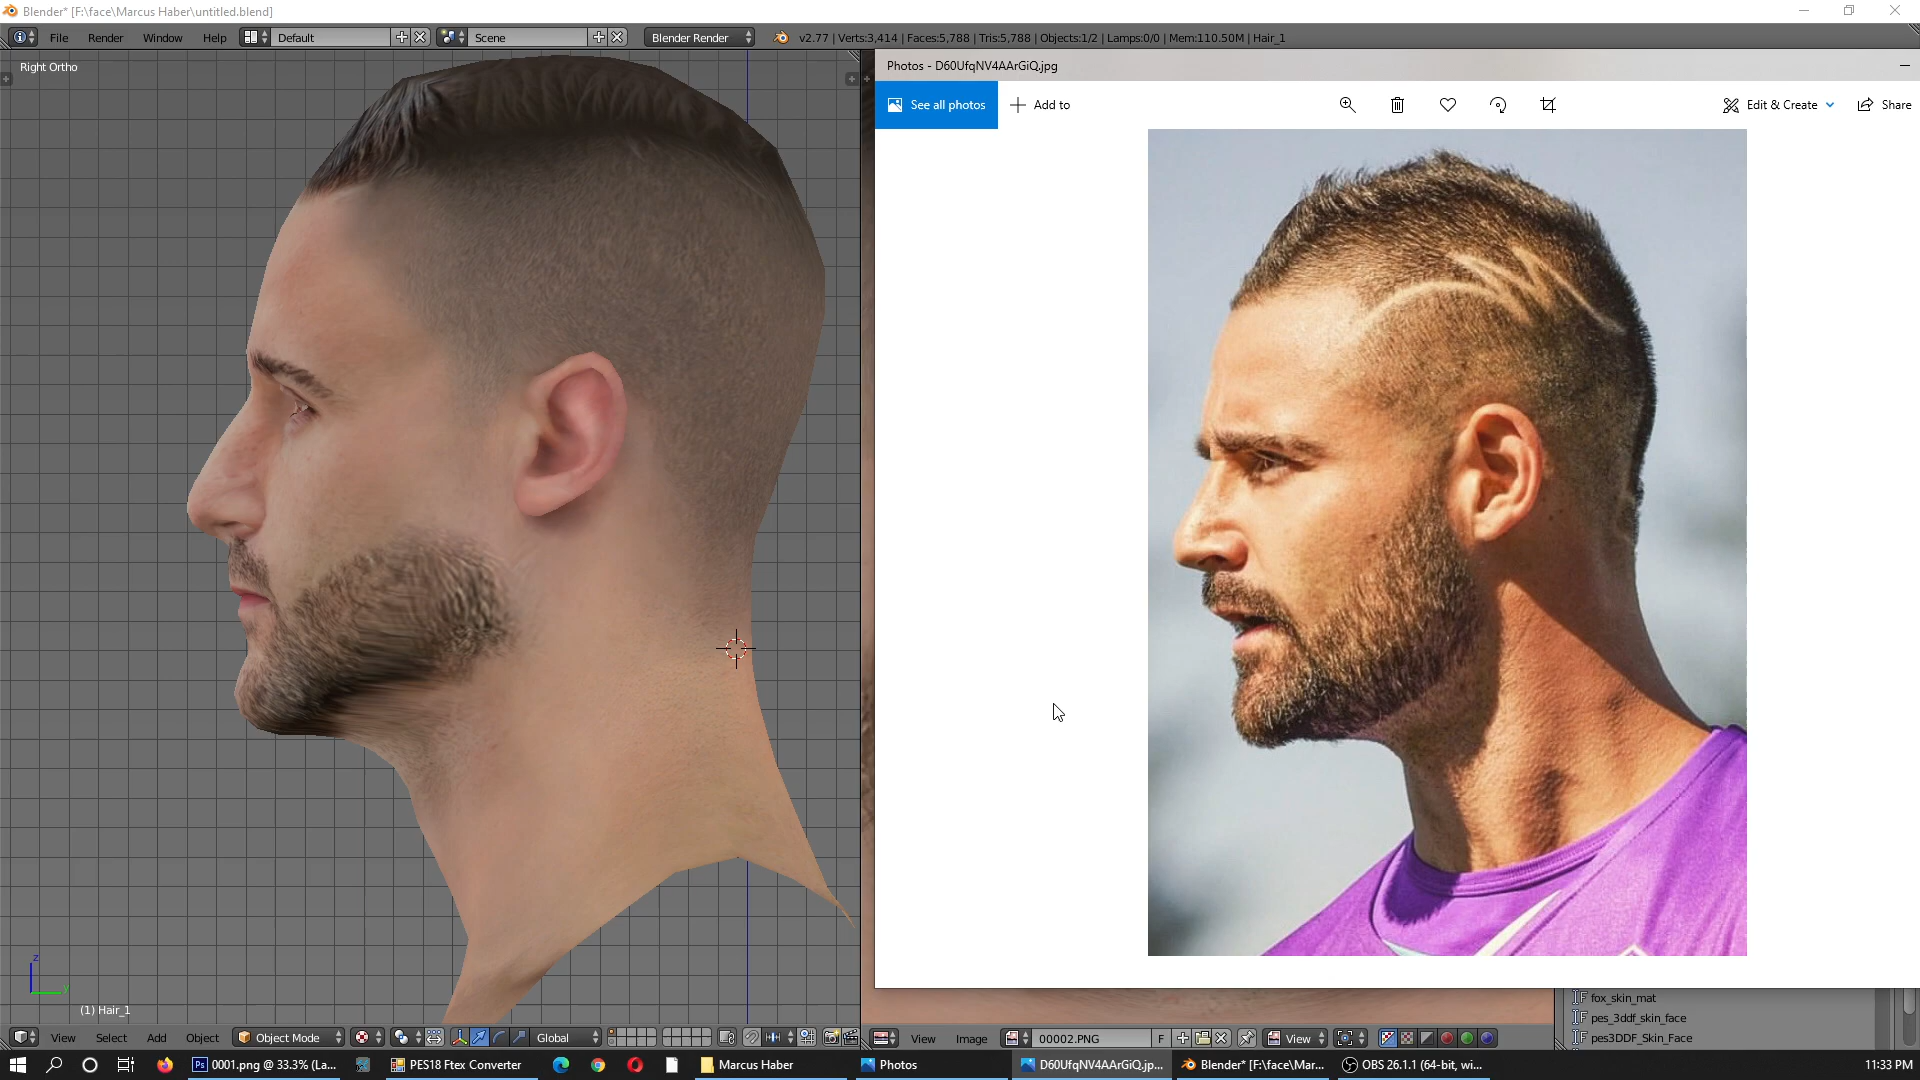 Blender* [F:\face\Marcus Haber\untitled.blend]
File Render Window Help Default Scene Blender Render v2.77 | Verts:3,414 | Faces:5,788 | Tris:5,788 | Objects:1/2 | Lamps:0/0 | Mem:110.50M | Hair_1
Right Ortho
Photos - D60UfqNV4AArGiQ.jpg
See all photos Add to Edit & Create Share
z
y
(1) Hair_1
fox_skin_mat
pes_3ddf_skin_face
pes3DDF_Skin_Face
View Select Add Object Object Mode Global View Image 00002.PNG F View
0001.png @ 33.3% (La... PES18 Ftex Converter Marcus Haber Photos D60UfqNV4AArGiQ.jp... Blender* [F:\face\Mar... OBS 26.1.1 (64-bit, wi... 11:33 PM